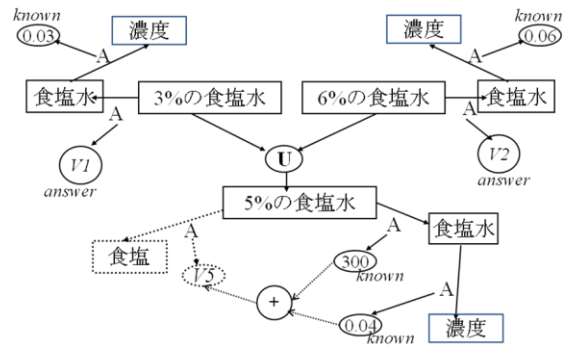 known
0.03
濃度
A
食塩水
3%の食塩水
V1
answer
濃度
known
0.06
A
6%の食塩水
食塩水
A
A
V2
answer
U
5%の食塩水
食塩水
A
A
食塩
V5
300
known
+
A
0.04
known
濃度